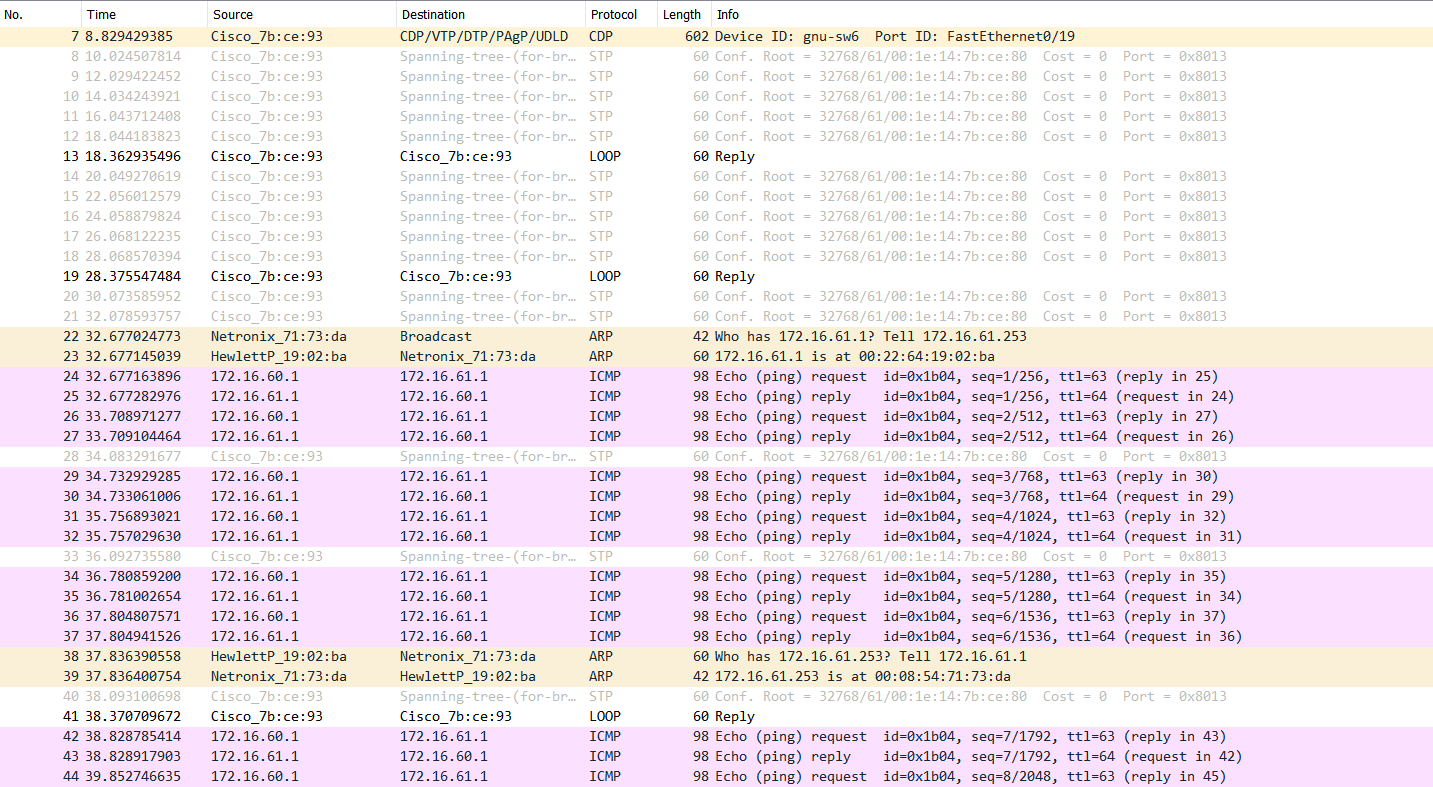 No. Time Source Destination Protocol Length Info
7 8.829429385 Cisco_7b:ce:93 CDP/VTP/DTP/PAgP/UDLD CDP 602 Device ID: gnu-sw6  Port ID: FastEthernet0/19
8 10.024507814 Cisco_7b:ce:93 Spanning-tree-(for-br… STP 60 Conf. Root = 32768/61/00:1e:14:7b:ce:80  Cost = 0  Port = 0x8013
9 12.029422452 Cisco_7b:ce:93 Spanning-tree-(for-br… STP 60 Conf. Root = 32768/61/00:1e:14:7b:ce:80  Cost = 0  Port = 0x8013
10 14.034243921 Cisco_7b:ce:93 Spanning-tree-(for-br… STP 60 Conf. Root = 32768/61/00:1e:14:7b:ce:80  Cost = 0  Port = 0x8013
11 16.043712408 Cisco_7b:ce:93 Spanning-tree-(for-br… STP 60 Conf. Root = 32768/61/00:1e:14:7b:ce:80  Cost = 0  Port = 0x8013
12 18.044183823 Cisco_7b:ce:93 Spanning-tree-(for-br… STP 60 Conf. Root = 32768/61/00:1e:14:7b:ce:80  Cost = 0  Port = 0x8013
13 18.362935496 Cisco_7b:ce:93 Cisco_7b:ce:93 LOOP 60 Reply
14 20.049270619 Cisco_7b:ce:93 Spanning-tree-(for-br… STP 60 Conf. Root = 32768/61/00:1e:14:7b:ce:80  Cost = 0  Port = 0x8013
15 22.056012579 Cisco_7b:ce:93 Spanning-tree-(for-br… STP 60 Conf. Root = 32768/61/00:1e:14:7b:ce:80  Cost = 0  Port = 0x8013
16 24.058879824 Cisco_7b:ce:93 Spanning-tree-(for-br… STP 60 Conf. Root = 32768/61/00:1e:14:7b:ce:80  Cost = 0  Port = 0x8013
17 26.068122235 Cisco_7b:ce:93 Spanning-tree-(for-br… STP 60 Conf. Root = 32768/61/00:1e:14:7b:ce:80  Cost = 0  Port = 0x8013
18 28.068570394 Cisco_7b:ce:93 Spanning-tree-(for-br… STP 60 Conf. Root = 32768/61/00:1e:14:7b:ce:80  Cost = 0  Port = 0x8013
19 28.375547484 Cisco_7b:ce:93 Cisco_7b:ce:93 LOOP 60 Reply
20 30.073585952 Cisco_7b:ce:93 Spanning-tree-(for-br… STP 60 Conf. Root = 32768/61/00:1e:14:7b:ce:80  Cost = 0  Port = 0x8013
21 32.078593757 Cisco_7b:ce:93 Spanning-tree-(for-br… STP 60 Conf. Root = 32768/61/00:1e:14:7b:ce:80  Cost = 0  Port = 0x8013
22 32.677024773 Netronix_71:73:da Broadcast ARP 42 Who has 172.16.61.1? Tell 172.16.61.253
23 32.677145039 HewlettP_19:02:ba Netronix_71:73:da ARP 60 172.16.61.1 is at 00:22:64:19:02:ba
24 32.677163896 172.16.60.1 172.16.61.1 ICMP 98 Echo (ping) request  id=0x1b04, seq=1/256, ttl=63 (reply in 25)
25 32.677282976 172.16.61.1 172.16.60.1 ICMP 98 Echo (ping) reply    id=0x1b04, seq=1/256, ttl=64 (request in 24)
26 33.708971277 172.16.60.1 172.16.61.1 ICMP 98 Echo (ping) request  id=0x1b04, seq=2/512, ttl=63 (reply in 27)
27 33.709104464 172.16.61.1 172.16.60.1 ICMP 98 Echo (ping) reply    id=0x1b04, seq=2/512, ttl=64 (request in 26)
28 34.083291677 Cisco_7b:ce:93 Spanning-tree-(for-br… STP 60 Conf. Root = 32768/61/00:1e:14:7b:ce:80  Cost = 0  Port = 0x8013
29 34.732929285 172.16.60.1 172.16.61.1 ICMP 98 Echo (ping) request  id=0x1b04, seq=3/768, ttl=63 (reply in 30)
30 34.733061006 172.16.61.1 172.16.60.1 ICMP 98 Echo (ping) reply    id=0x1b04, seq=3/768, ttl=64 (request in 29)
31 35.756893021 172.16.60.1 172.16.61.1 ICMP 98 Echo (ping) request  id=0x1b04, seq=4/1024, ttl=63 (reply in 32)
32 35.757029630 172.16.61.1 172.16.60.1 ICMP 98 Echo (ping) reply    id=0x1b04, seq=4/1024, ttl=64 (request in 31)
33 36.092735580 Cisco_7b:ce:93 Spanning-tree-(for-br… STP 60 Conf. Root = 32768/61/00:1e:14:7b:ce:80  Cost = 0  Port = 0x8013
34 36.780859200 172.16.60.1 172.16.61.1 ICMP 98 Echo (ping) request  id=0x1b04, seq=5/1280, ttl=63 (reply in 35)
35 36.781002654 172.16.61.1 172.16.60.1 ICMP 98 Echo (ping) reply    id=0x1b04, seq=5/1280, ttl=64 (request in 34)
36 37.804807571 172.16.60.1 172.16.61.1 ICMP 98 Echo (ping) request  id=0x1b04, seq=6/1536, ttl=63 (reply in 37)
37 37.804941526 172.16.61.1 172.16.60.1 ICMP 98 Echo (ping) reply    id=0x1b04, seq=6/1536, ttl=64 (request in 36)
38 37.836390558 HewlettP_19:02:ba Netronix_71:73:da ARP 60 Who has 172.16.61.253? Tell 172.16.61.1
39 37.836400754 Netronix_71:73:da HewlettP_19:02:ba ARP 42 172.16.61.253 is at 00:08:54:71:73:da
40 38.093100698 Cisco_7b:ce:93 Spanning-tree-(for-br… STP 60 Conf. Root = 32768/61/00:1e:14:7b:ce:80  Cost = 0  Port = 0x8013
41 38.370709672 Cisco_7b:ce:93 Cisco_7b:ce:93 LOOP 60 Reply
42 38.828785414 172.16.60.1 172.16.61.1 ICMP 98 Echo (ping) request  id=0x1b04, seq=7/1792, ttl=63 (reply in 43)
43 38.828917903 172.16.61.1 172.16.60.1 ICMP 98 Echo (ping) reply    id=0x1b04, seq=7/1792, ttl=64 (request in 42)
44 39.852746635 172.16.60.1 172.16.61.1 ICMP 98 Echo (ping) request  id=0x1b04, seq=8/2048, ttl=63 (reply in 45)